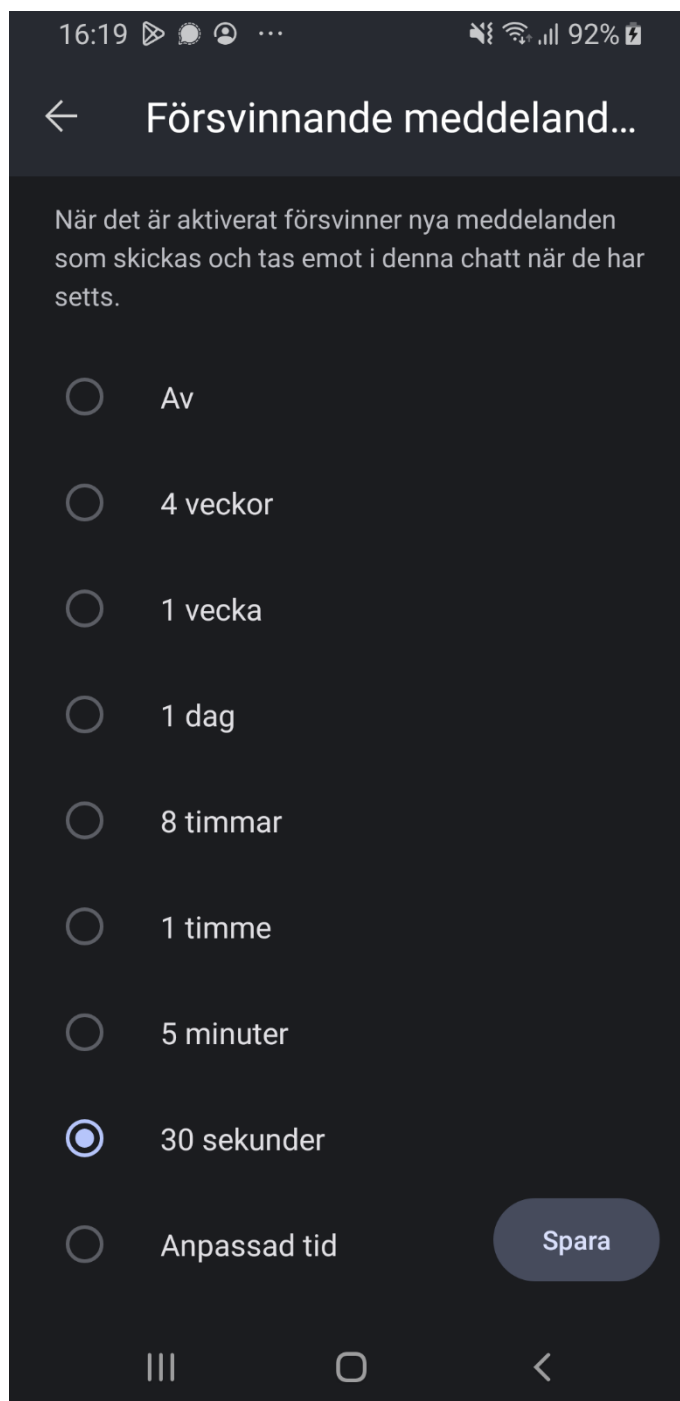 16:19 92%
Försvinnande meddeland...
När det är aktiverat försvinner nya meddelanden
som skickas och tas emot i denna chatt när de har
setts.
Av
4 veckor
1 vecka
1 dag
8 timmar
1 timme
5 minuter
30 sekunder
Anpassad tid
Spara